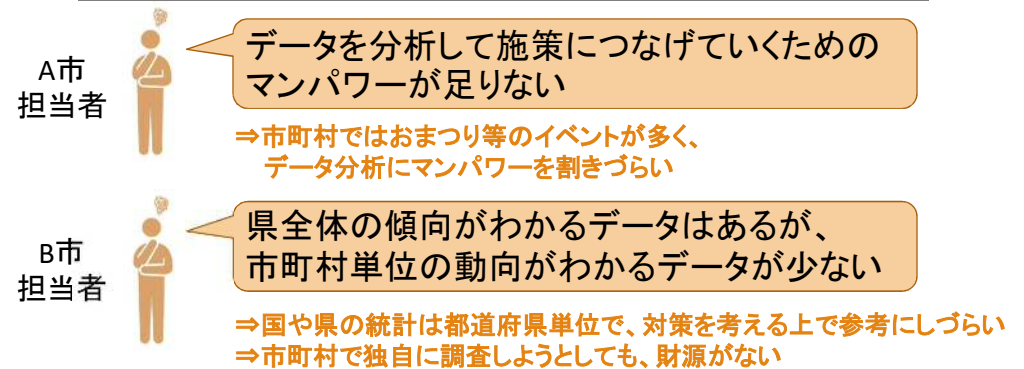 A市
担当者
データを分析して施策につなげていくための
マンパワーが足りない
⇒市町村ではおまつり等のイベントが多く、
データ分析にマンパワーを割きづらい
B市
担当者
県全体の傾向がわかるデータはあるが、
市町村単位の動向がわかるデータが少ない
⇒国や県の統計は都道府県単位で、対策を考える上で参考にしづらい
⇒市町村で独自に調査しようとしても、財源がない